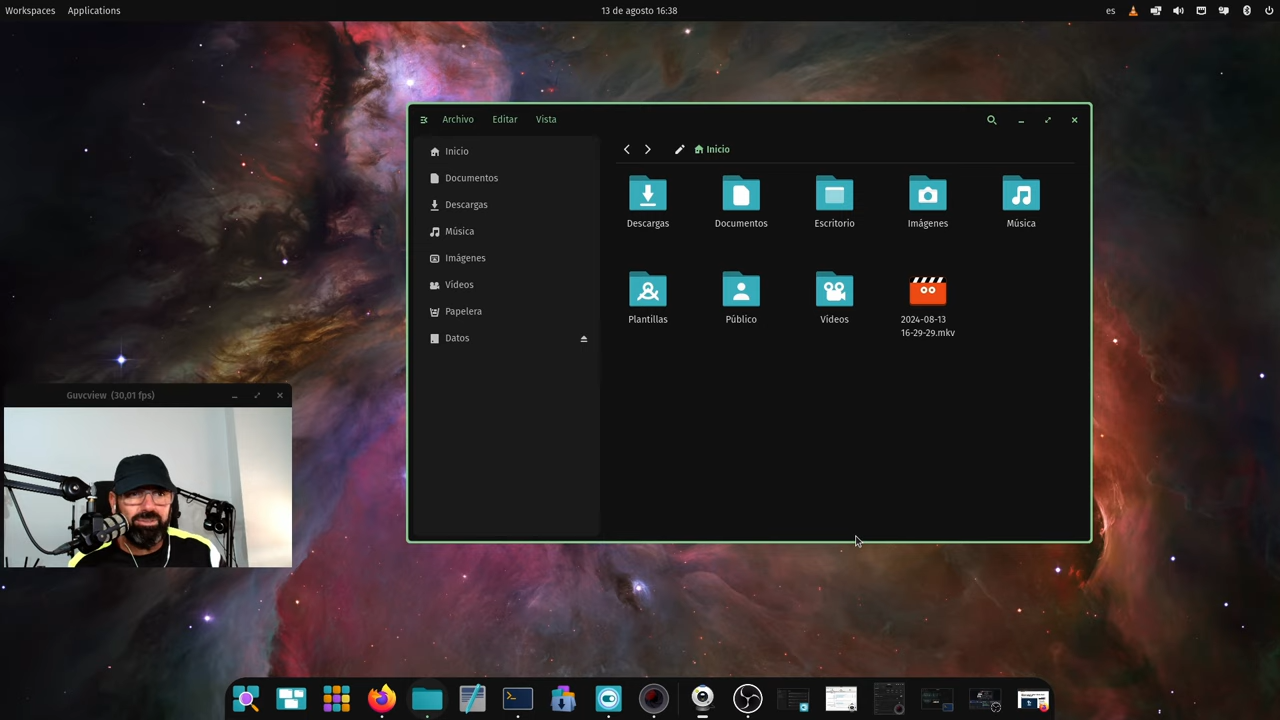 Workspaces Applications 13 de agosto 16:38 es
Archivo Editar Vista
Inicio
Documentos
Descargas
Música
Imágenes
Vídeos
Papelera
Datos
Inicio
Descargas Documentos Escritorio Imágenes Música
Plantillas Público Vídeos 2024-08-13
16-29-29.mkv
Guvcview (30,01 fps)